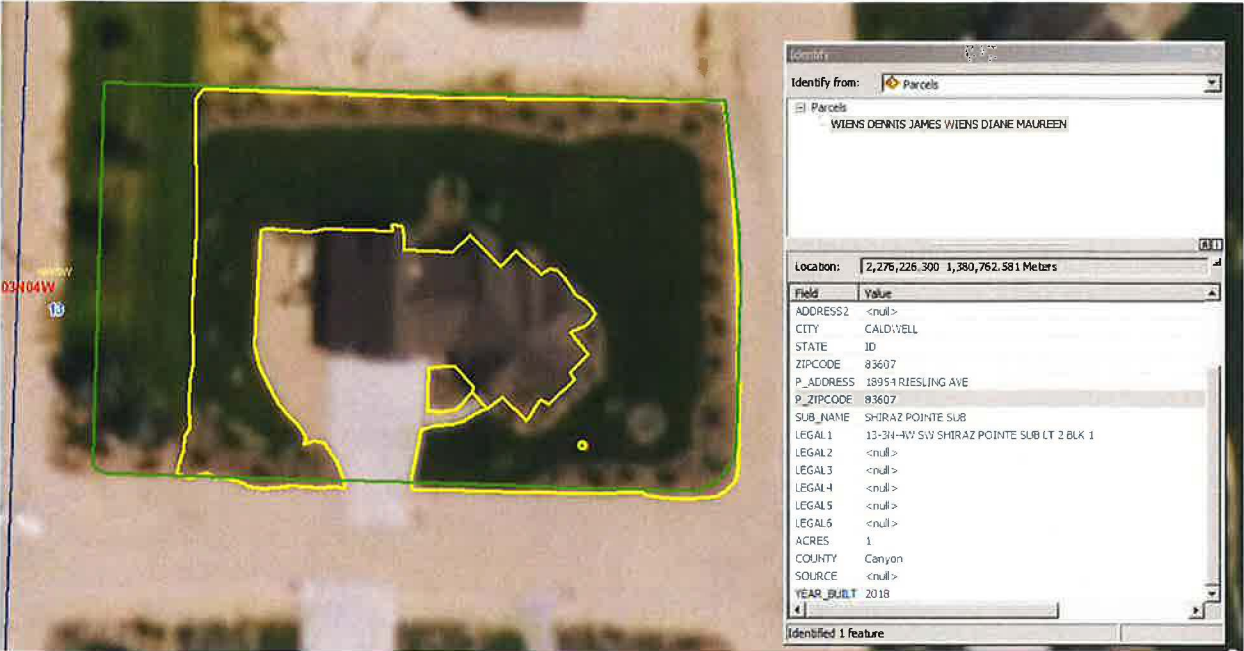 03N04W
13
Identify
Identify from: Parcels
Parcels
WIENS DENNIS JAMES WIENS DIANE MAUREEN
Location: 2,276,226.300 1,380,762.581 Meters
Field Value
ADDRESS2 <null>
CITY CALDWELL
STATE ID
ZIPCODE 83607
P_ADDRESS 18954 RIESLING AVE
P_ZIPCODE 83607
SUB_NAME SHIRAZ POINTE SUB
LEGAL1 13-3N-4W SW SHIRAZ POINTE SUB LT 2 BLK 1
LEGAL2 <null>
LEGAL3 <null>
LEGAL4 <null>
LEGAL5 <null>
LEGAL6 <null>
ACRES 1
COUNTY Canyon
SOURCE <null>
YEAR_BUILT 2018
Identified 1 feature